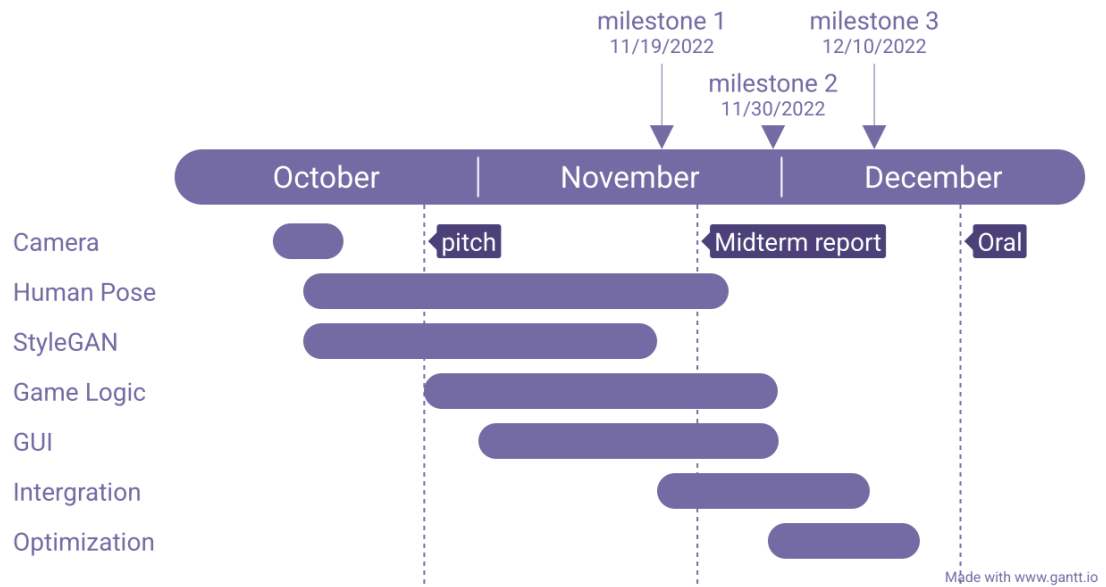 milestone 1
11/19/2022
milestone 3
12/10/2022
milestone 2
11/30/2022
October
November
December
Camera
pitch
Midterm report
Oral
Human Pose
StyleGAN
Game Logic
GUI
Intergration
Optimization
Made with www.gantt.io